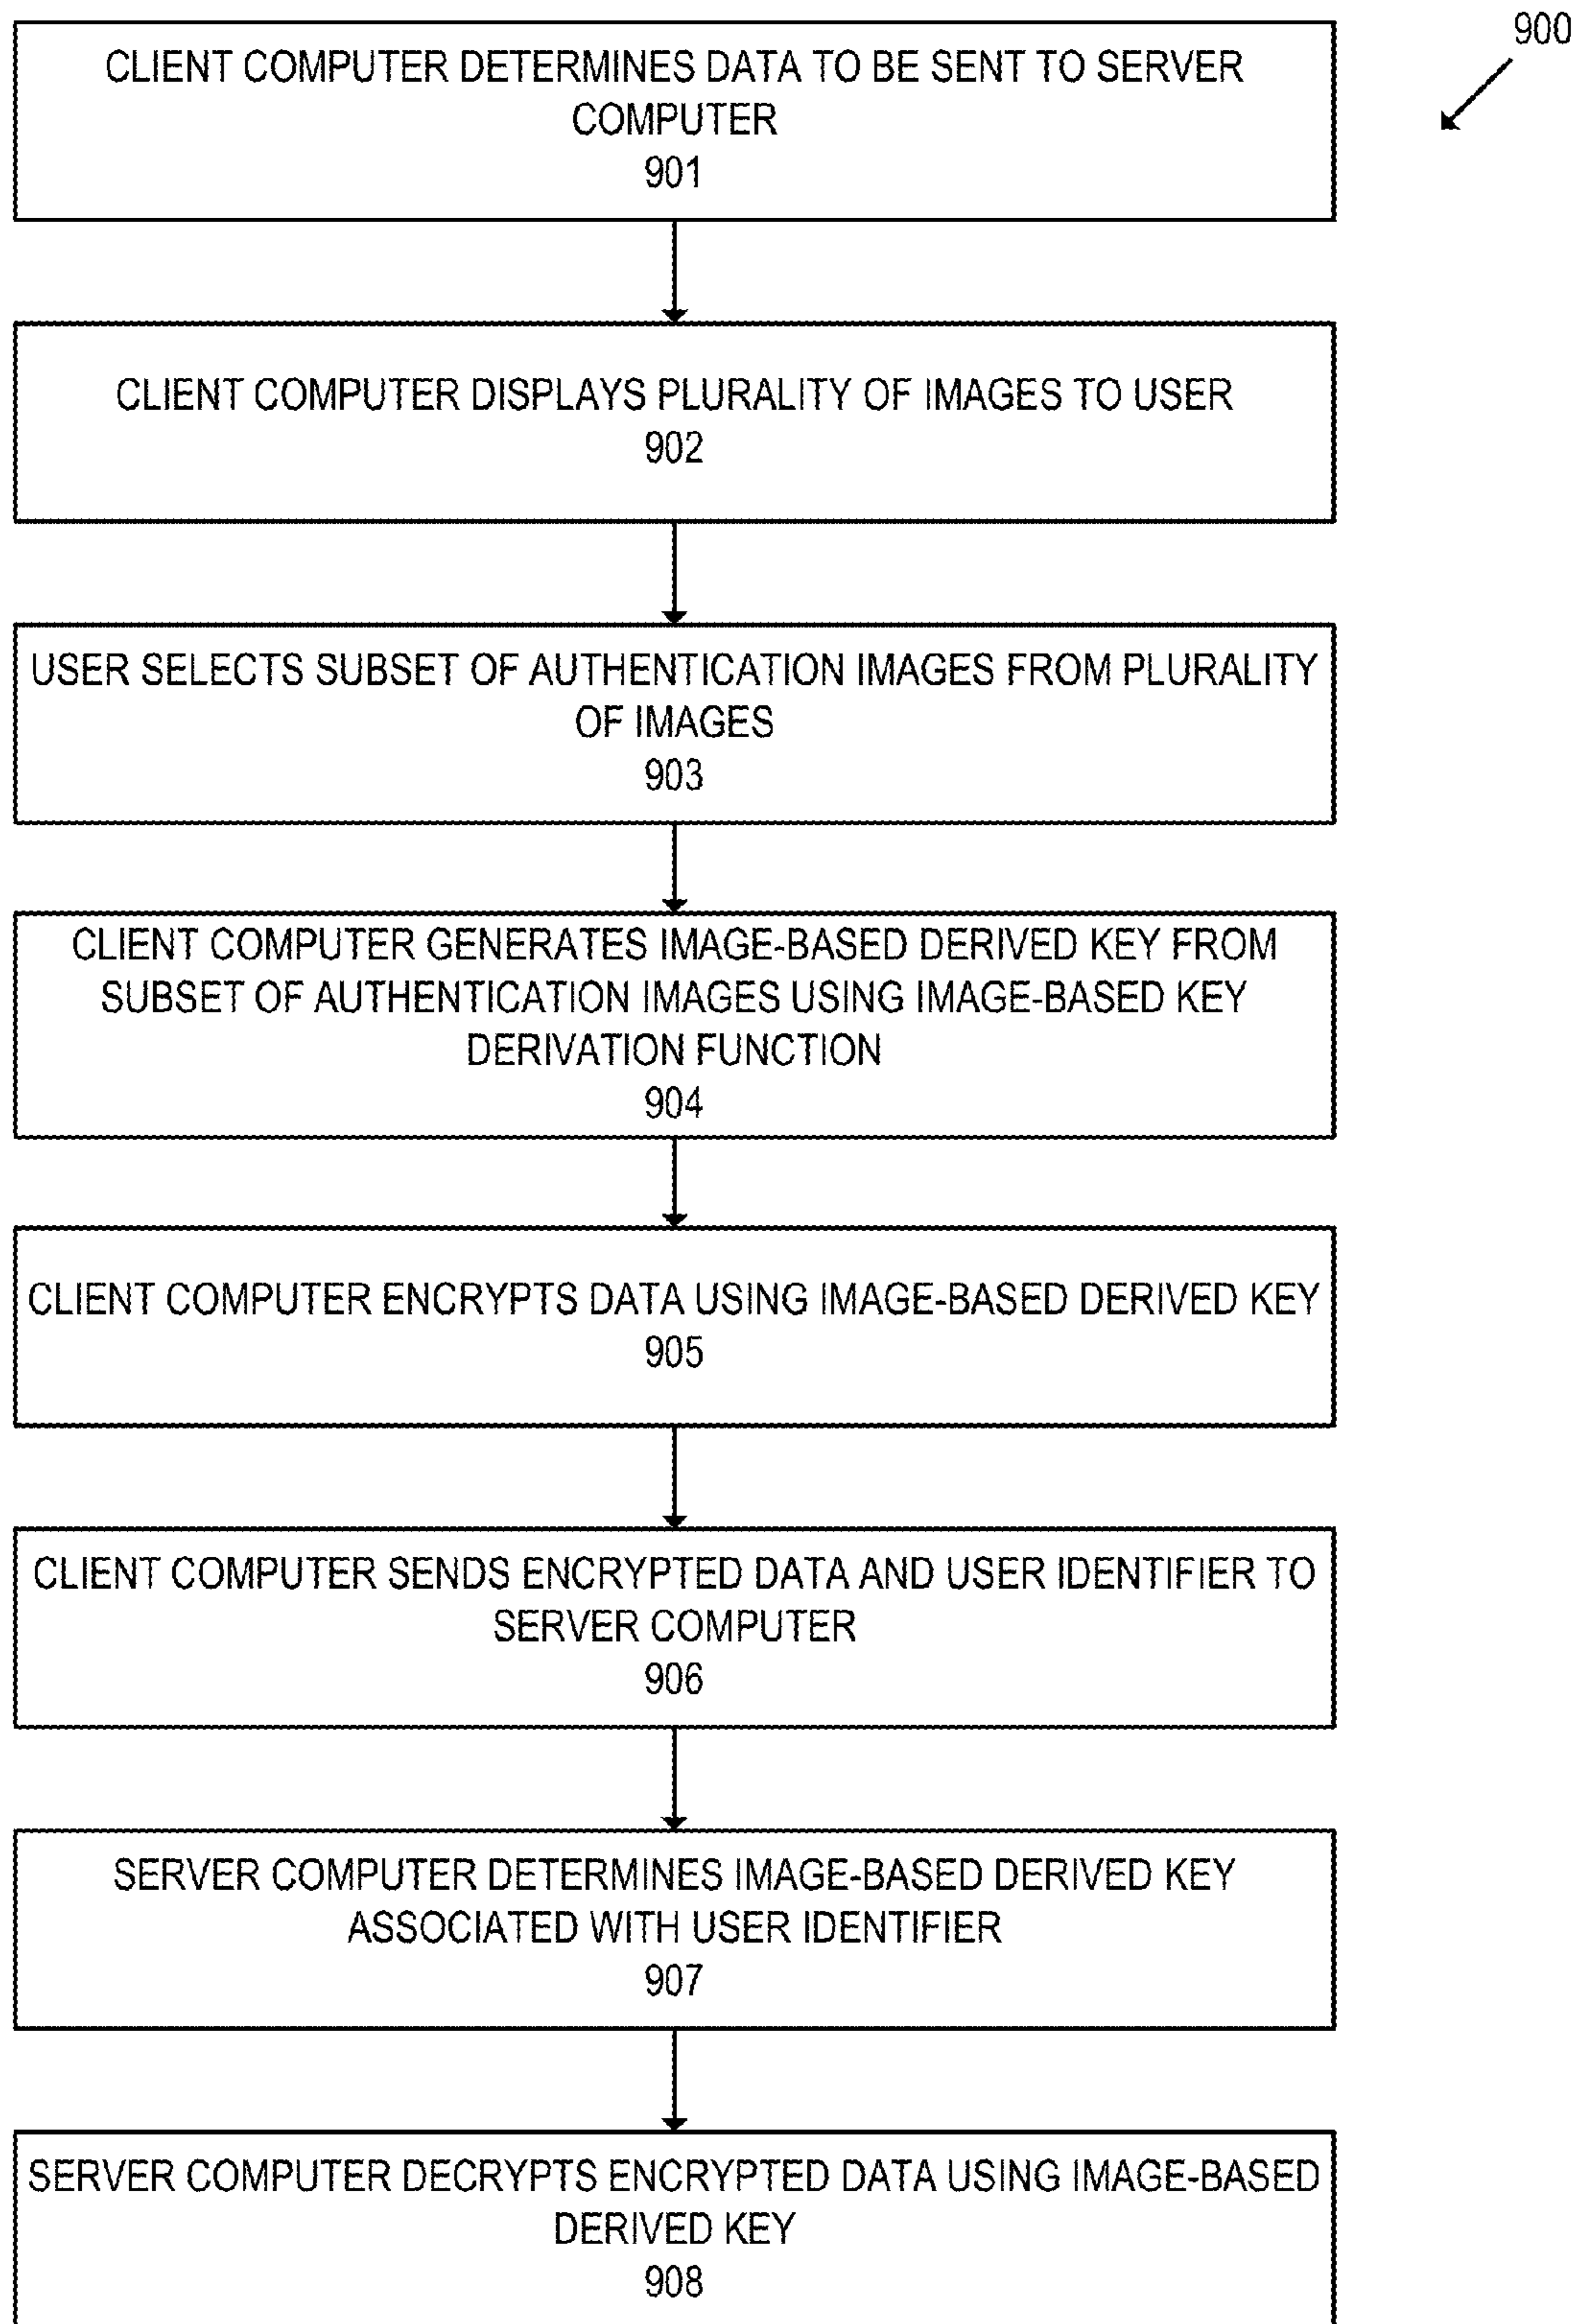 900
CLIENT COMPUTER DETERMINES DATA TO BE SENT TO SERVER
COMPUTER
901
CLIENT COMPUTER DISPLAYS PLURALITY OF IMAGES TO USER
902
USER SELECTS SUBSET OF AUTHENTICATION IMAGES FROM PLURALITY
OF IMAGES
903
CLIENT COMPUTER GENERATES IMAGE-BASED DERIVED KEY FROM
SUBSET OF AUTHENTICATION IMAGES USING IMAGE-BASED KEY
DERIVATION FUNCTION
904
CLIENT COMPUTER ENCRYPTS DATA USING IMAGE-BASED DERIVED KEY
905
CLIENT COMPUTER SENDS ENCRYPTED DATA AND USER IDENTIFIER TO
SERVER COMPUTER
906
SERVER COMPUTER DETERMINES IMAGE-BASED DERIVED KEY
ASSOCIATED WITH USER IDENTIFIER
907
SERVER COMPUTER DECRYPTS ENCRYPTED DATA USING IMAGE-BASED
DERIVED KEY
908